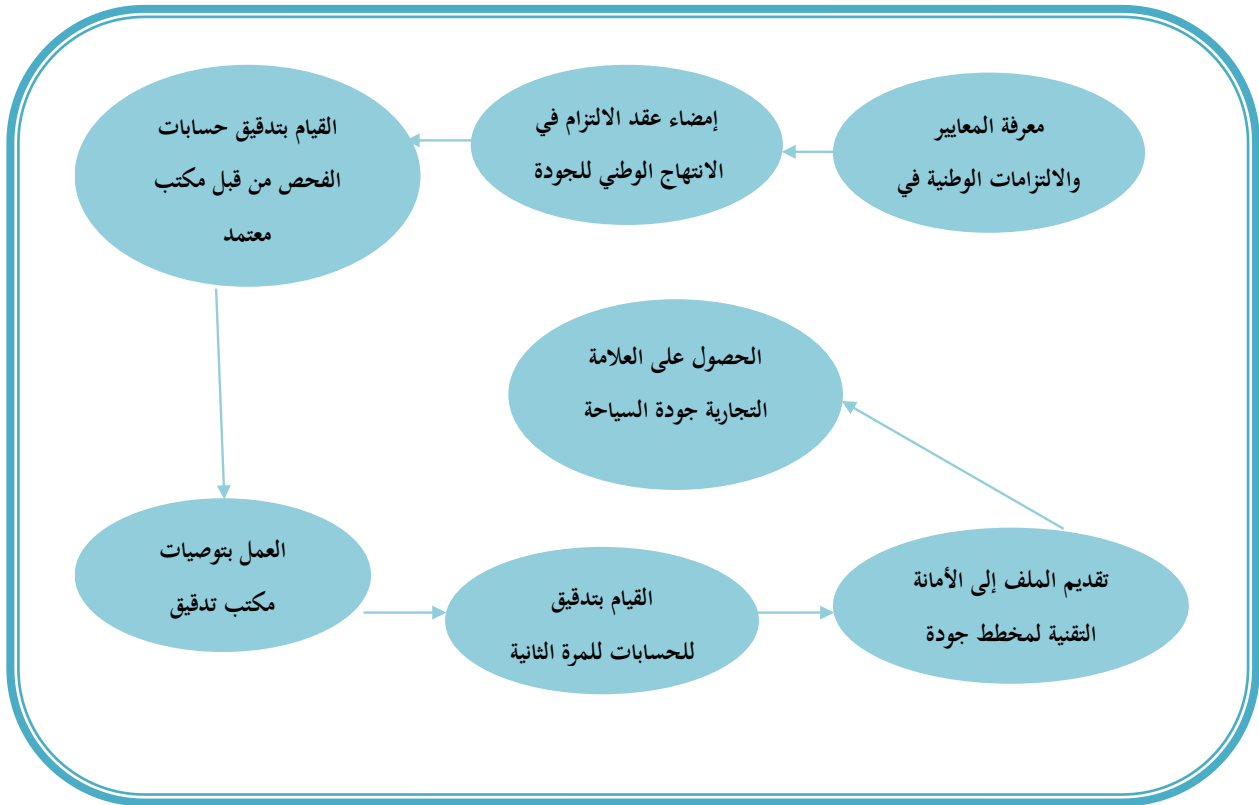 معرفة المعايير
والالتزامات الوطنية في
إمضاء عقد الالتزام في
الانتهاج الوطني للجودة
القيام بتدقيق حسابات
الفحص من قبل مكتب
معتمد
العمل بتوصيات
مكتب تدقيق
القيام بتدقيق
للحسابات للمرة الثانية
تقديم الملف إلى الأمانة
التقنية لمخطط جودة
الحصول على العلامة
التجارية جودة السياحة